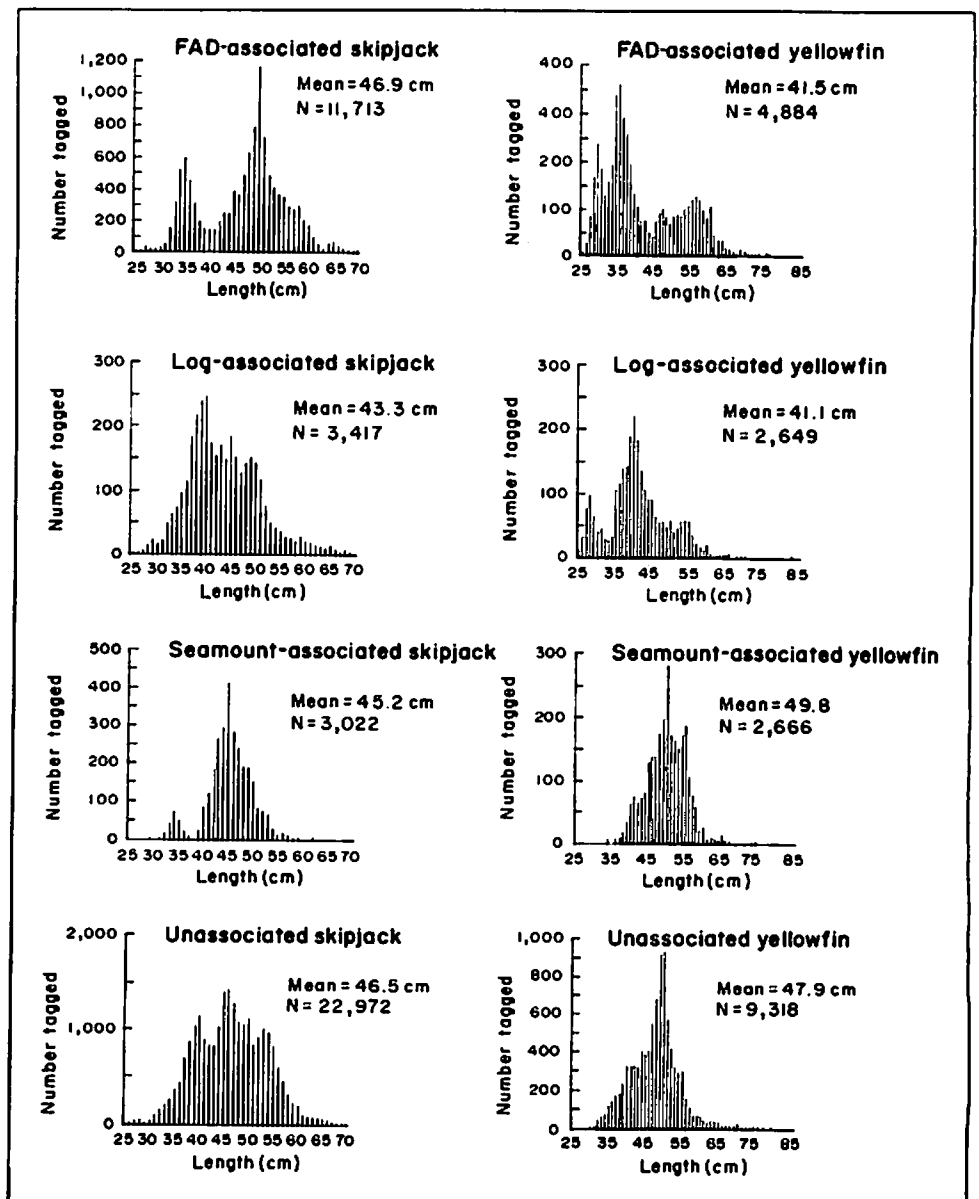 FAD-associated skipjack
Mean=46.9 cm
N=11,713
Number tagged
1,200
1,000
800
600
400
200
0
25 30 35 40 45 50 55 60 65 70
Length(cm)
FAD-associated yellowfin
Mean=41.5 cm
N=4,884
Number tagged
400
400
200
100
0
25 35 45 55 65 75 85
Length(cm)
Log-associated skipjack
Mean=43.3 cm
N=3,417
Number tagged
300
200
100
0
25 30 35 40 45 50 55 60 65 70
Length(cm)
Log-associated yellowfin
Mean=41.1 cm
N=2,649
Number tagged
300
200
100
0
25 35 45 55 65 75 85
Length(cm)
Seamount-associated skipjack
Mean=45.2 cm
N=3,022
Number tagged
500
400
300
200
100
0
25 30 35 40 45 50 55 60 65 70
Length(cm)
Seamount-associated yellowfin
Mean=49.8
N=2,666
Number tagged
300
200
100
0
25 35 45 55 65 75 85
Length(cm)
Unassociated skipjack
Mean=46.5 cm
N=22,972
Number tagged
2,000
1,000
0
25 30 35 40 45 50 55 60 65 70
Length(cm)
Unassociated yellowfin
Mean=47.9 cm
N=9,318
Number tagged
1,000
800
600
400
200
0
25 35 45 55 65 75 85
Length(cm)